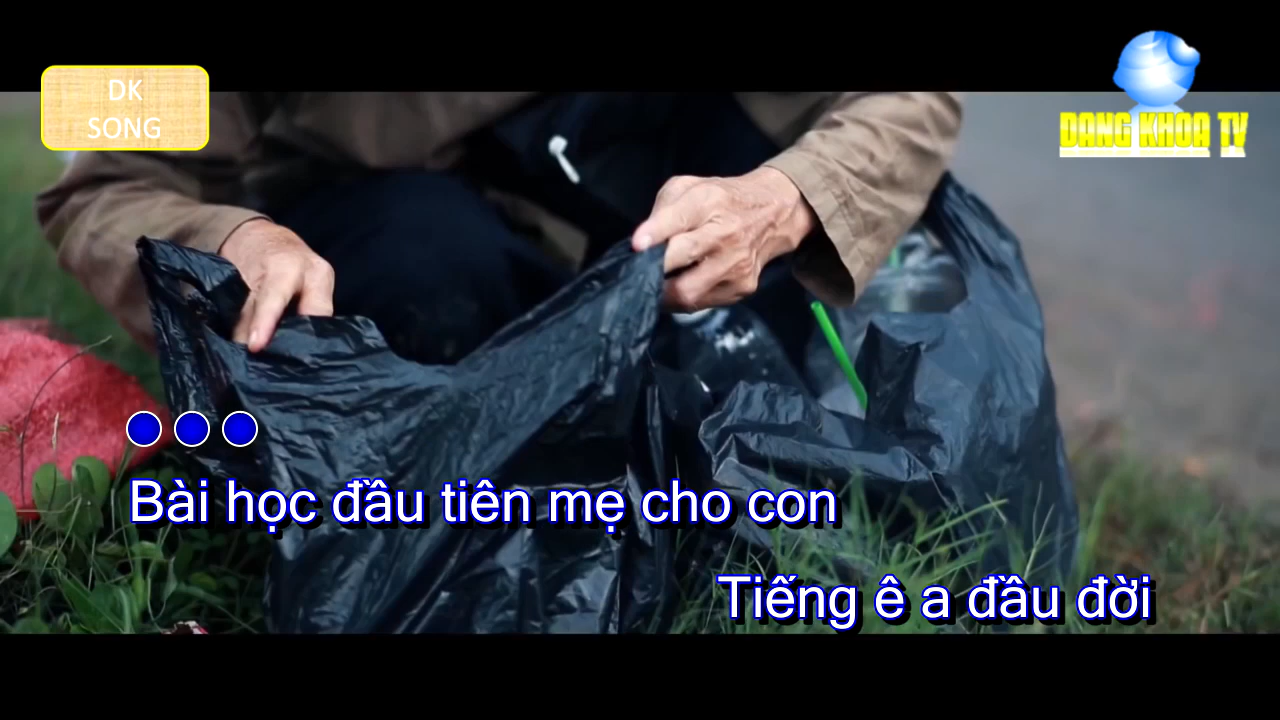 DK
SONG
DANG KHOA TV
Bài học đầu tiên mẹ cho con
Tiếng ê a đầu đời